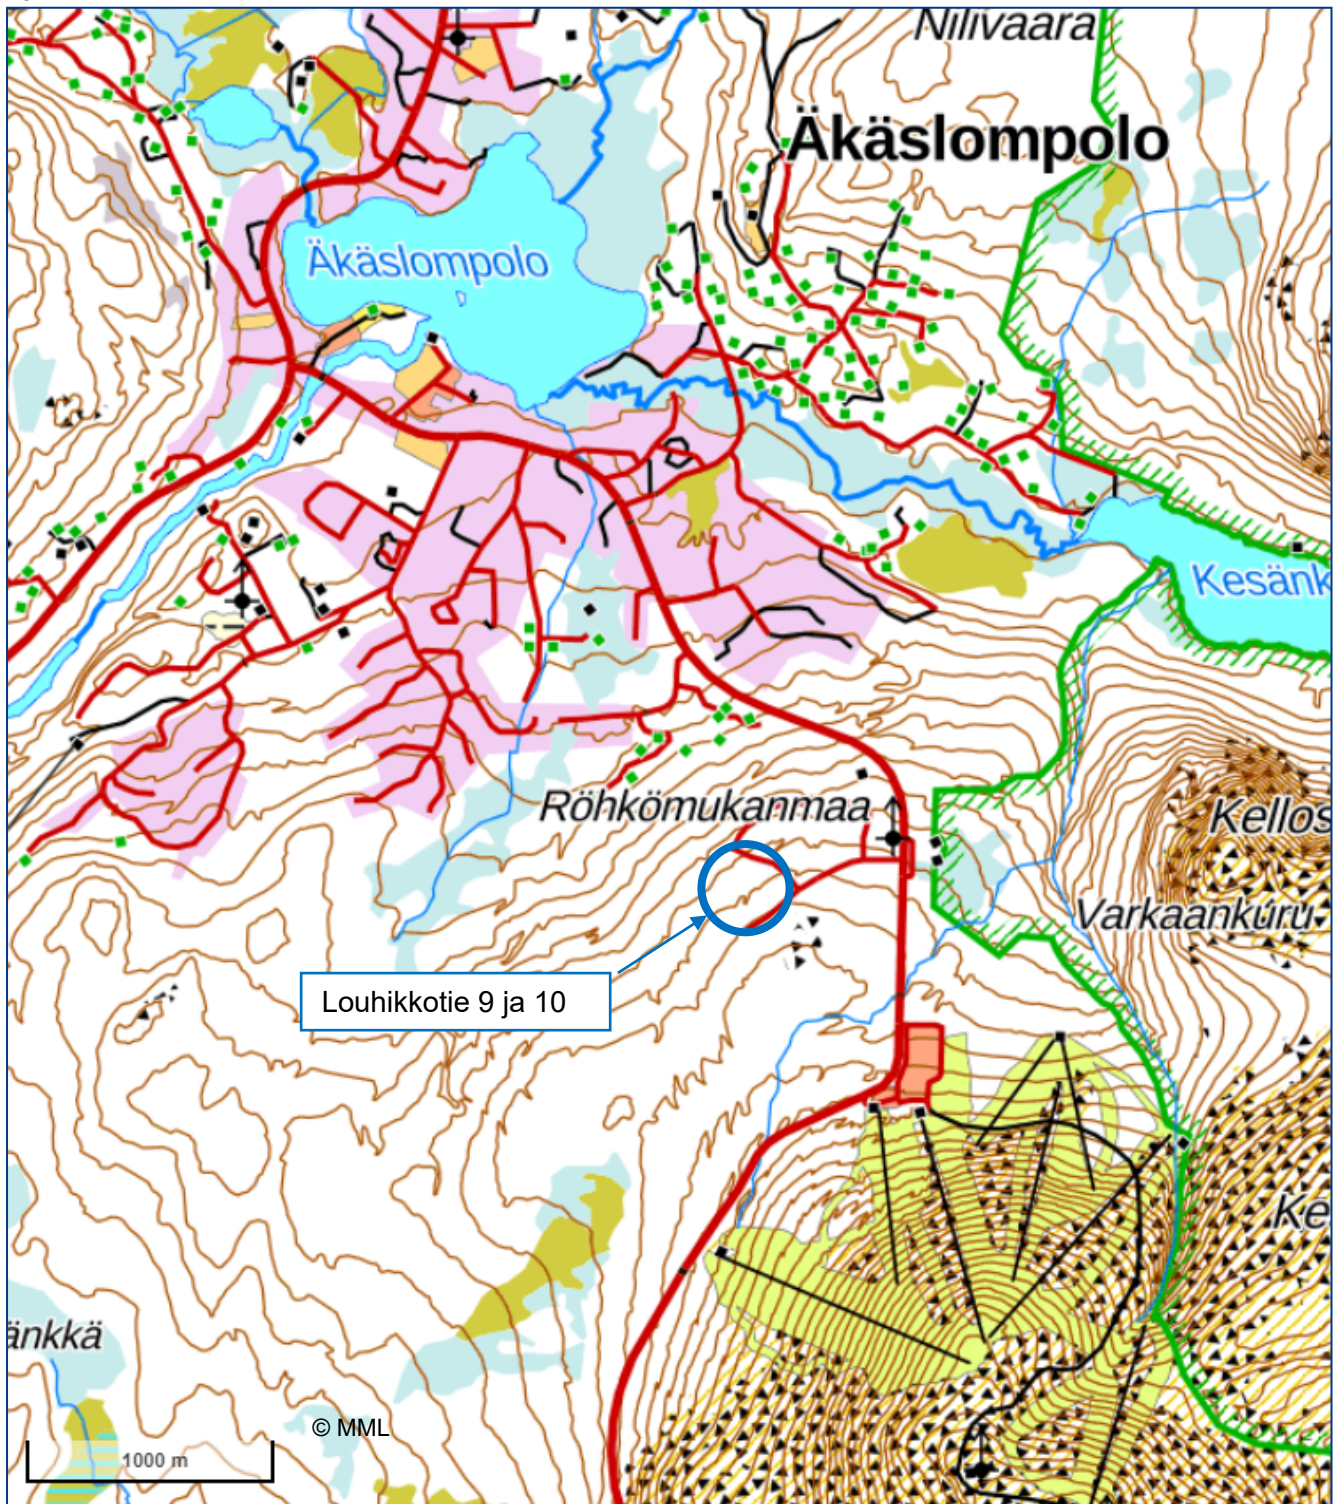 Nilivaara
Äkäslompolo
Äkäslompolo
Kesänk
Röhkömukanmaa
Kellos
Varkaankuru
Louhikkotie 9 ja 10
Ke
änkkä
© MML
1000 m